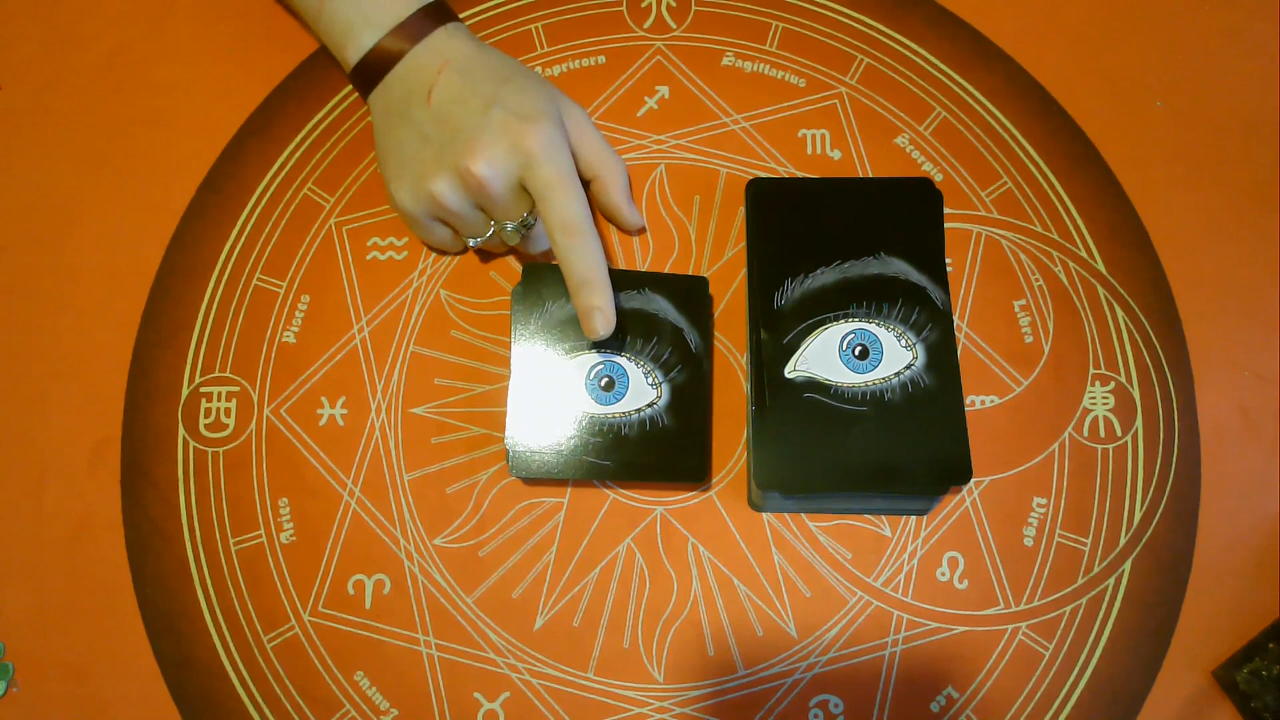 Capricorn
Sagittarius
Scorpio
Pisces
Libra
西
東
Aries
Virgo
Taurus
Leo